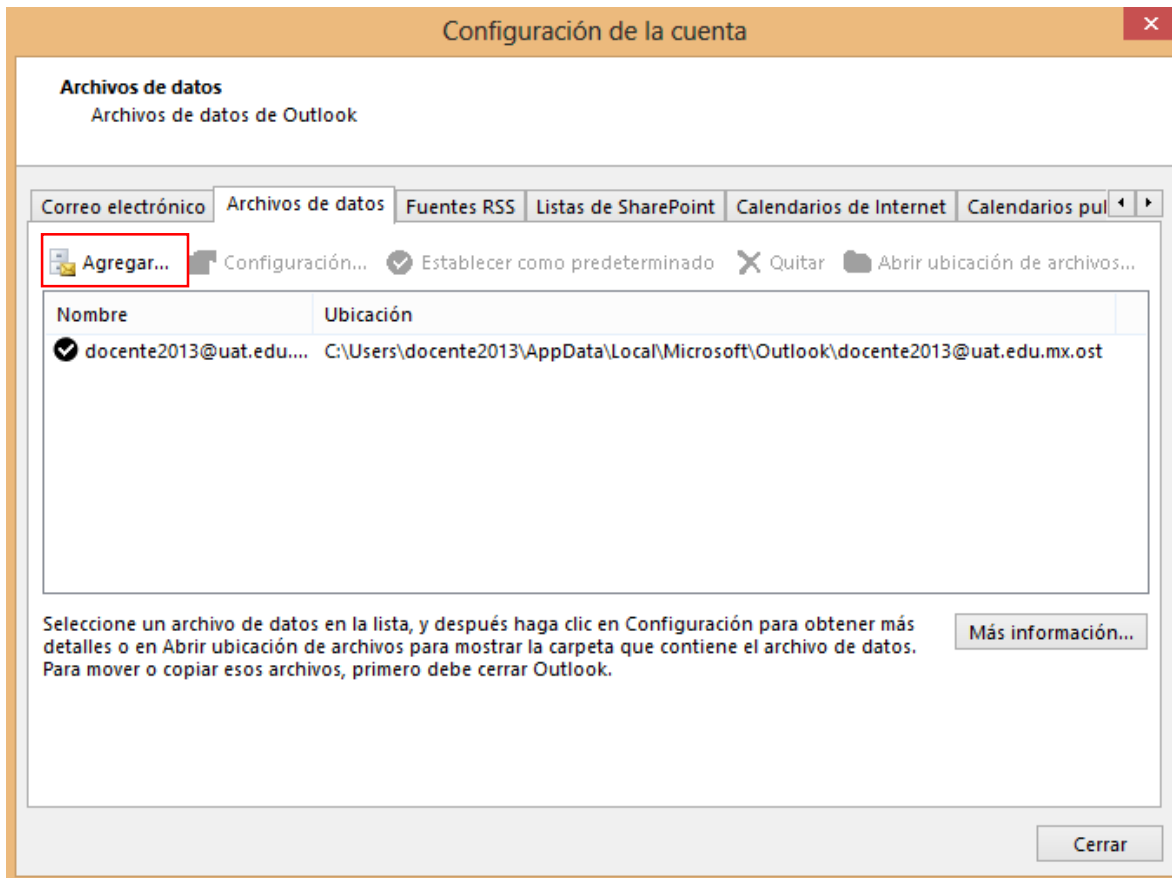 Configuración de la cuenta
Archivos de datos
Archivos de datos de Outlook
Correo electrónico Archivos de datos Fuentes RSS Listas de SharePoint Calendarios de Internet Calendarios pul
Agregar... Configuración... Establecer como predeterminado Quitar Abrir ubicación de archivos...
Nombre Ubicación
docente2013@uat.edu.... C:\Users\docente2013\AppData\Local\Microsoft\Outlook\docente2013@uat.edu.mx.ost
Seleccione un archivo de datos en la lista, y después haga clic en Configuración para obtener más
detalles o en Abrir ubicación de archivos para mostrar la carpeta que contiene el archivo de datos.
Para mover o copiar esos archivos, primero debe cerrar Outlook.
Más información...
Cerrar